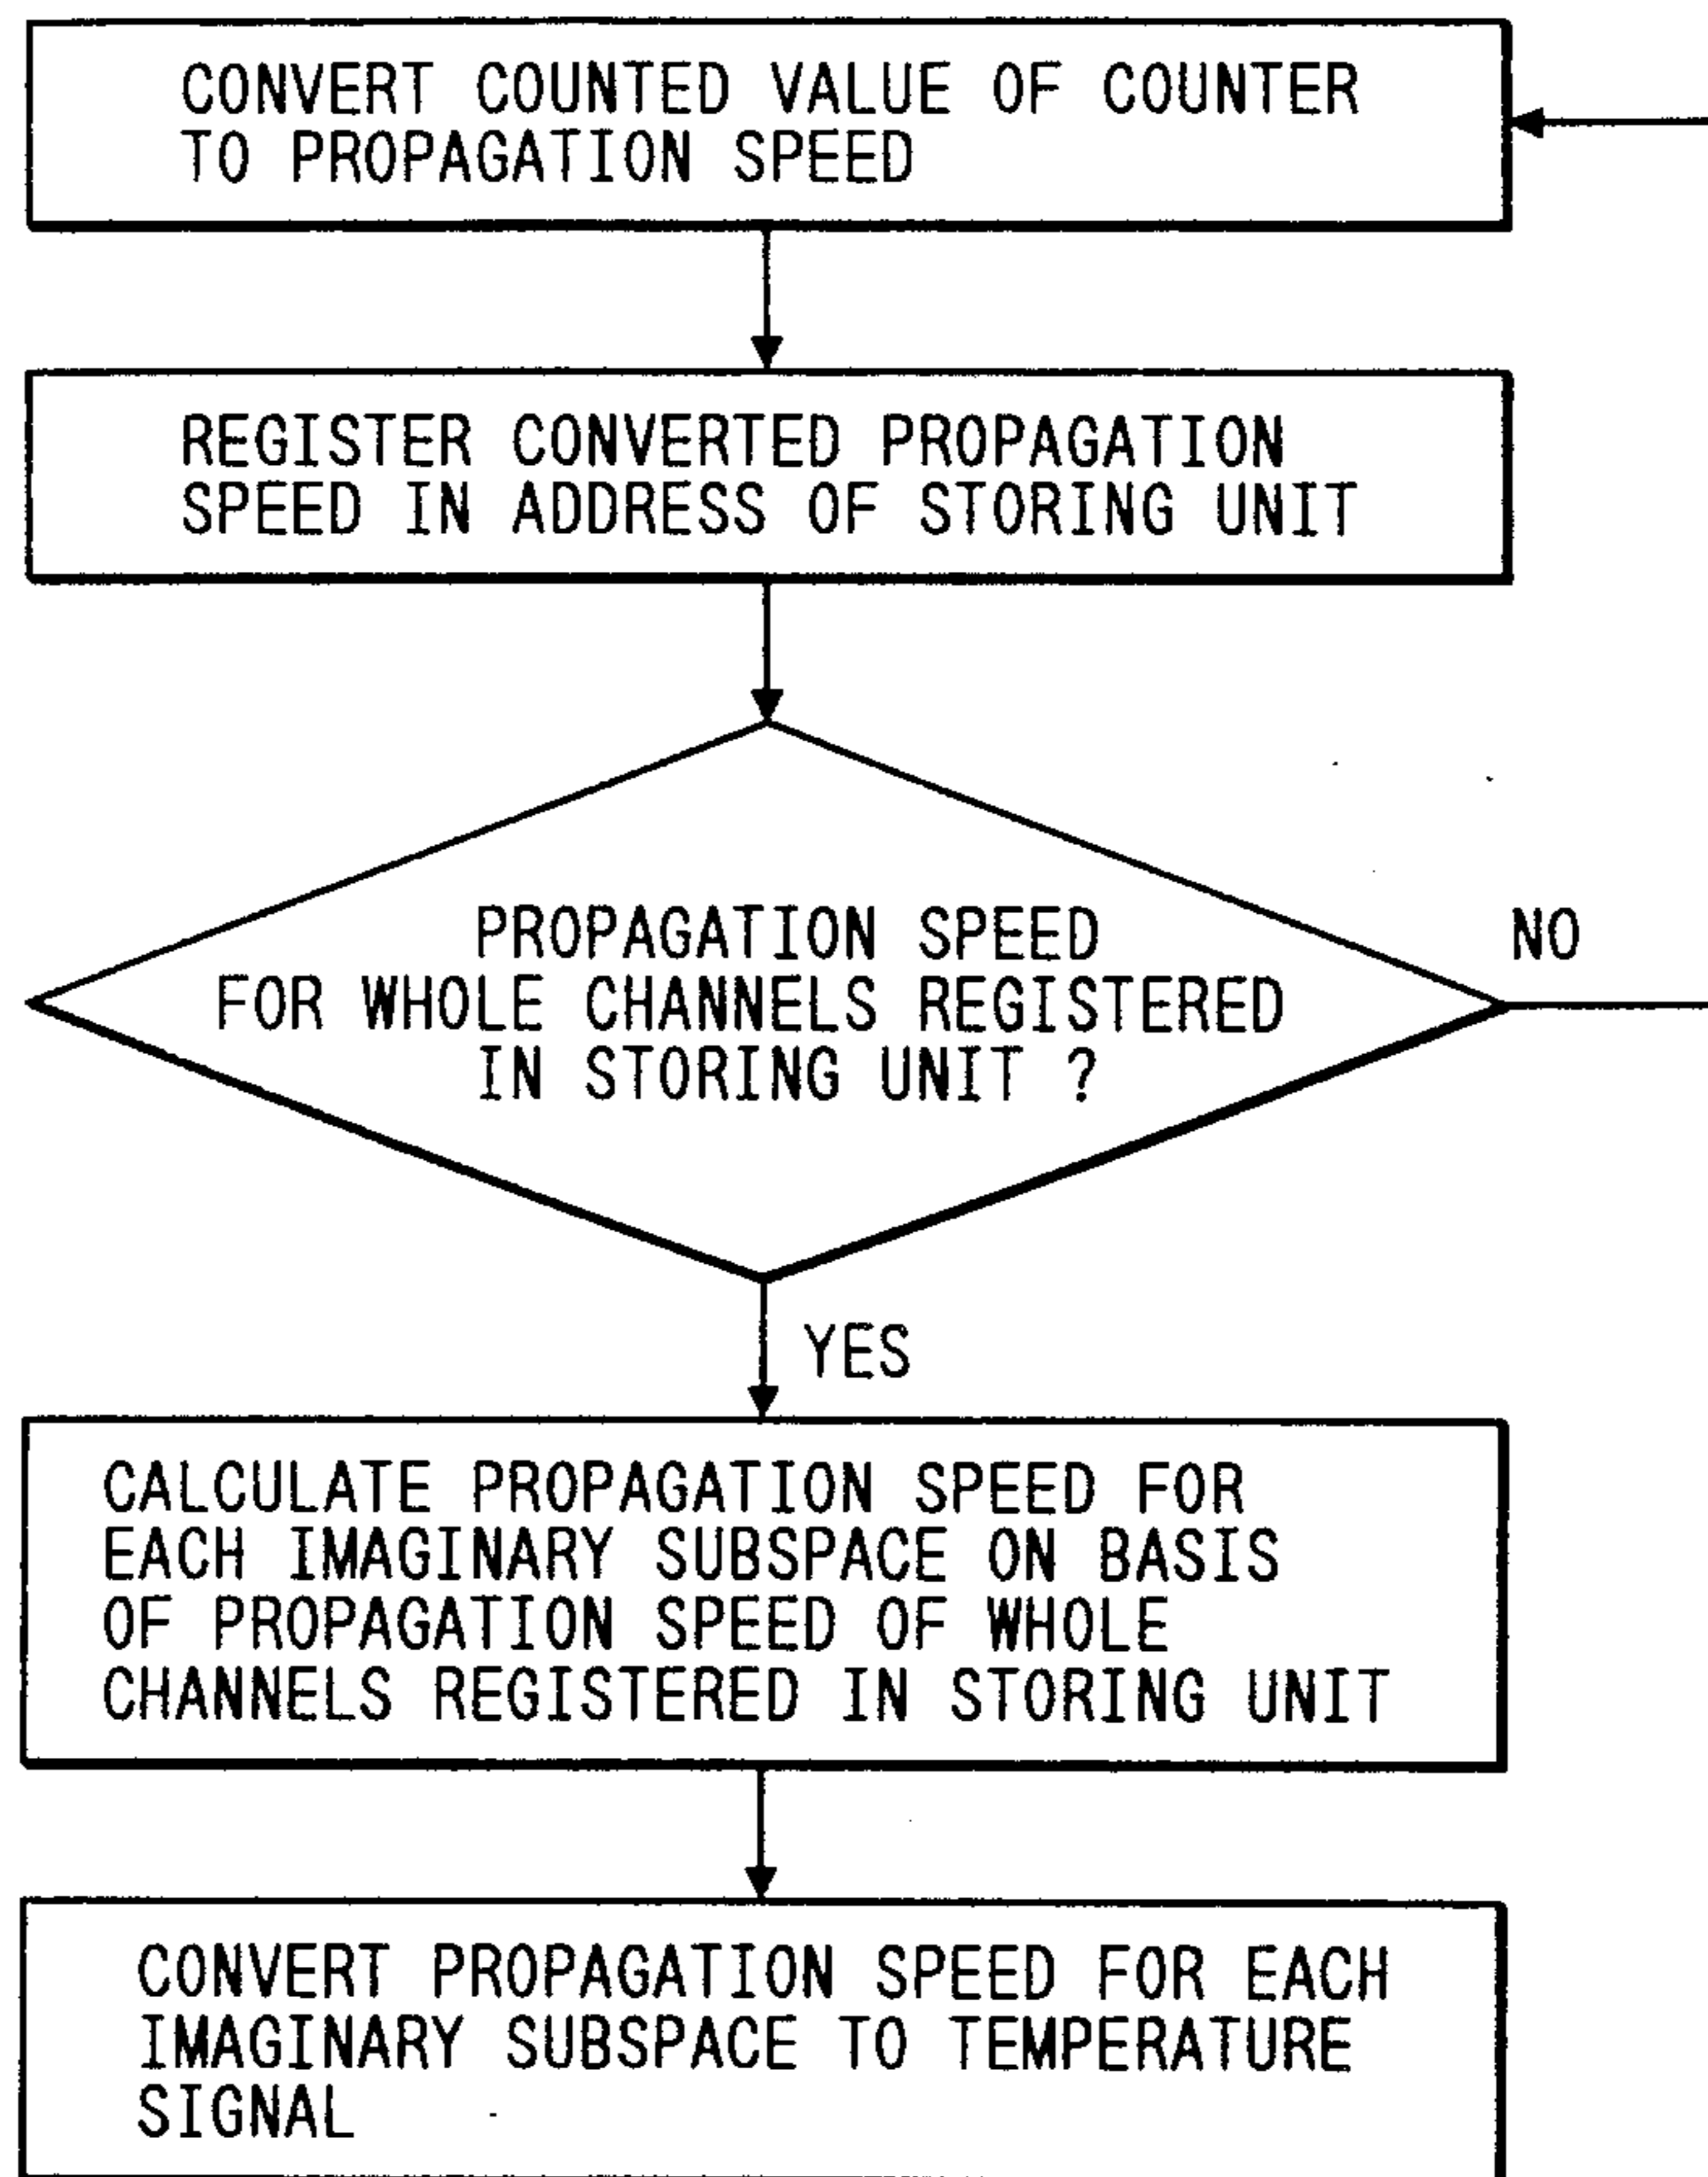 CONVERT COUNTED VALUE OF COUNTER
TO PROPAGATION SPEED
REGISTER CONVERTED PROPAGATION
SPEED IN ADDRESS OF STORING UNIT
PROPAGATION SPEED
FOR WHOLE CHANNELS REGISTERED
IN STORING UNIT ?
NO
YES
CALCULATE PROPAGATION SPEED FOR
EACH IMAGINARY SUBSPACE ON BASIS
OF PROPAGATION SPEED OF WHOLE
CHANNELS REGISTERED IN STORING UNIT
CONVERT PROPAGATION SPEED FOR EACH
IMAGINARY SUBSPACE TO TEMPERATURE
SIGNAL